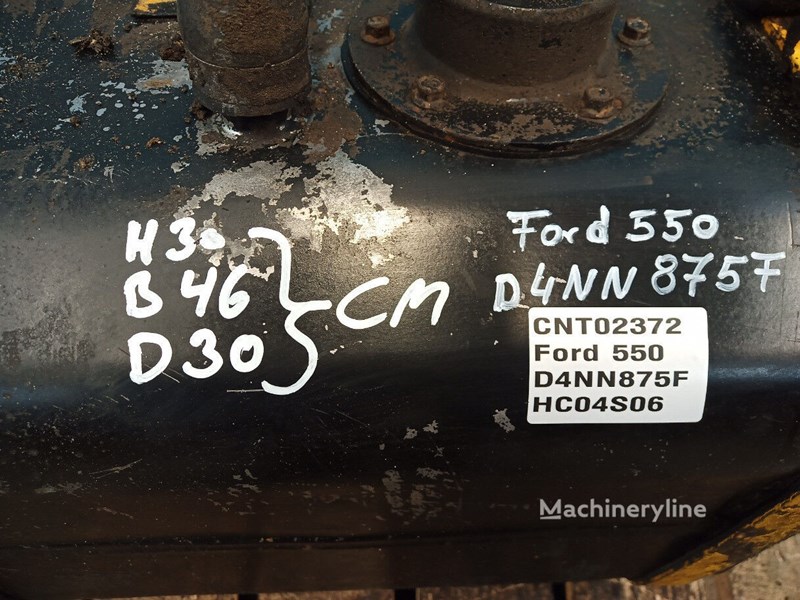 H30
B46
D30
CM
Ford 550
D4NN875F
CNT02372
Ford 550
D4NN875F
HC04S06
Machineryline